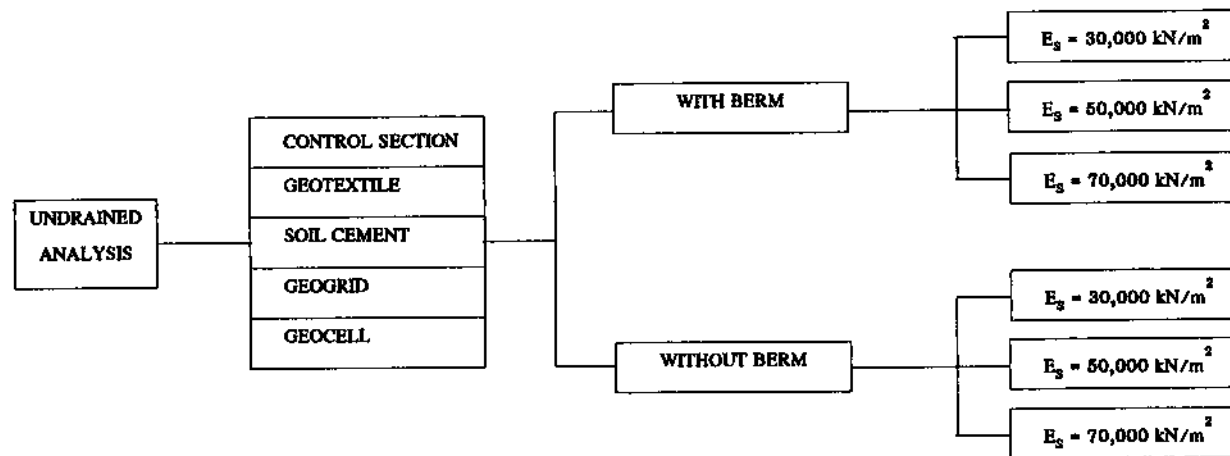 UNDRAINED
ANALYSIS
CONTROL SECTION
GEOTEXTILE
SOIL CEMENT
GEOGRID
GEOCELL
WITH BERM
E_s = 30,000 kN/m²
E_s = 50,000 kN/m²
E_s = 70,000 kN/m²
WITHOUT BERM
E_s = 30,000 kN/m²
E_s = 50,000 kN/m²
E_s = 70,000 kN/m²